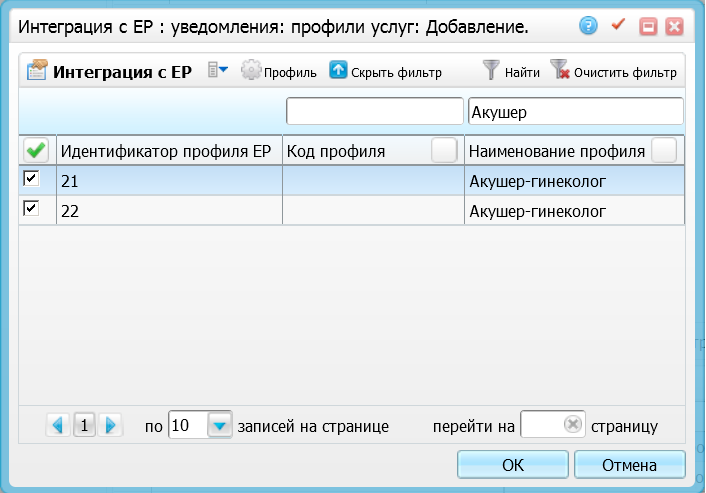 Интеграция с ЕР : уведомления: профили услуг: Добавление.
Интеграция с ЕР Профиль Скрыть фильтр Найти Очистить фильтр
Акушер
Идентификатор профиля ЕР Код профиля Наименование профиля
21 Акушер-гинеколог
22 Акушер-гинеколог
1 по 10 записей на странице перейти на страницу
ОК Отмена